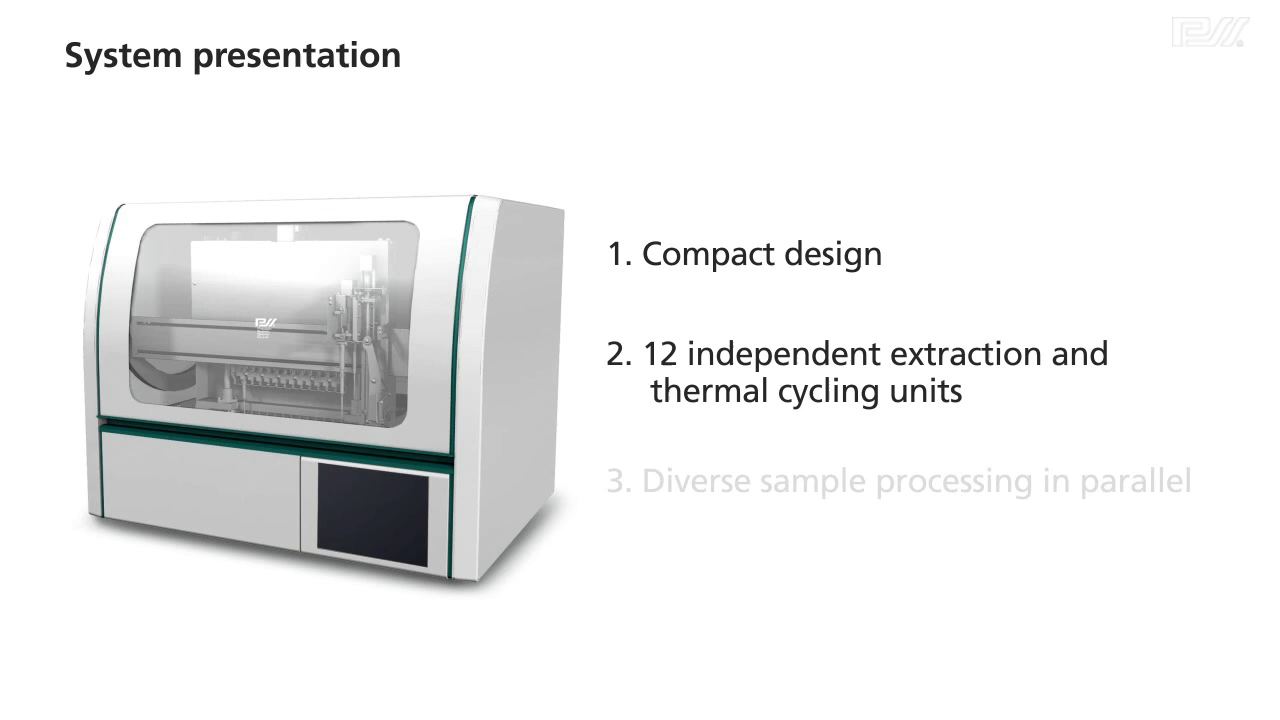 System presentation
1. Compact design
2. 12 independent extraction and
thermal cycling units
3. Diverse sample processing in parallel